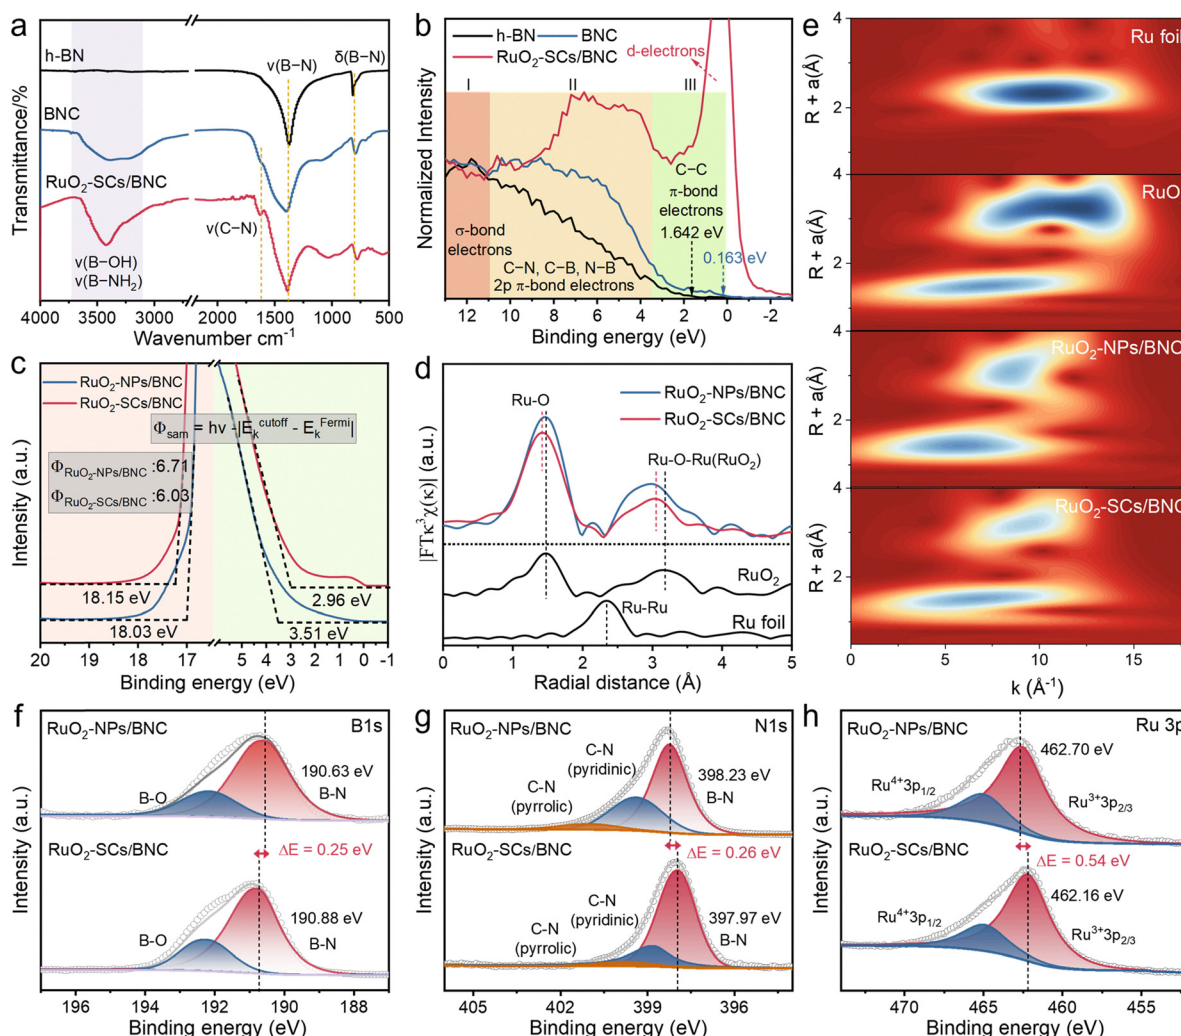 a
h-BN
ν(B−N)
δ(B−N)
BNC
RuO₂-SCs/BNC
ν(C−N)
ν(B−OH)
ν(B−NH₂)
Transmittance/%
4000 3500 3000 2000 1500 1000 500
Wavenumber cm⁻¹
b
h-BN BNC
RuO₂-SCs/BNC
d-electrons
I II III
C−C
π-bond
electrons
1.642 eV
0.163 eV
σ-bond
electrons
C−N, C−B, N−B
2p π-bond electrons
Normalized Intensity
12 10 8 6 4 2 0 -2
Binding energy (eV)
c
RuO₂-NPs/BNC
RuO₂-SCs/BNC
Φsam = hν -|Eₖcutoff - EₖFermi|
ΦRuO₂-NPs/BNC :6.71
ΦRuO₂-SCs/BNC :6.03
18.15 eV
2.96 eV
18.03 eV
3.51 eV
Intensity (a.u.)
20 19 18 17 5 4 3 2 1 0 -1
Binding energy (eV)
d
RuO₂-NPs/BNC
RuO₂-SCs/BNC
Ru-O
Ru-O-Ru(RuO₂)
RuO₂
Ru-Ru
Ru foil
|FTκ³χ(κ)| (a.u.)
0 1 2 3 4 5
Radial distance (Å)
e
Ru foil
RuO
RuO₂-NPs/BNC
RuO₂-SCs/BNC
R + a(Å)
R + a(Å)
R + a(Å)
R + a(Å)
4
2
4
2
4
2
4
2
0 5 10 15
k (Å⁻¹)
f
RuO₂-NPs/BNC
B1s
190.63 eV
B-N
B-O
RuO₂-SCs/BNC
ΔE = 0.25 eV
190.88 eV
B-N
B-O
Intensity (a.u.)
196 194 192 190 188
Binding energy (eV)
g
RuO₂-NPs/BNC
N1s
C-N
(pyridinic)
C-N
(pyrrolic)
398.23 eV
B-N
RuO₂-SCs/BNC
ΔE = 0.26 eV
C-N
(pyridinic)
C-N
(pyrrolic)
397.97 eV
B-N
Intensity (a.u.)
405 402 399 396
Binding energy (eV)
h
RuO₂-NPs/BNC
Ru 3p
462.70 eV
Ru⁴⁺3p₁/₂
Ru³⁺3p₂/₃
RuO₂-SCs/BNC
ΔE = 0.54 eV
462.16 eV
Ru⁴⁺3p₁/₂
Ru³⁺3p₂/₃
Intensity (a.u.)
470 465 460 455
Binding energy (eV)